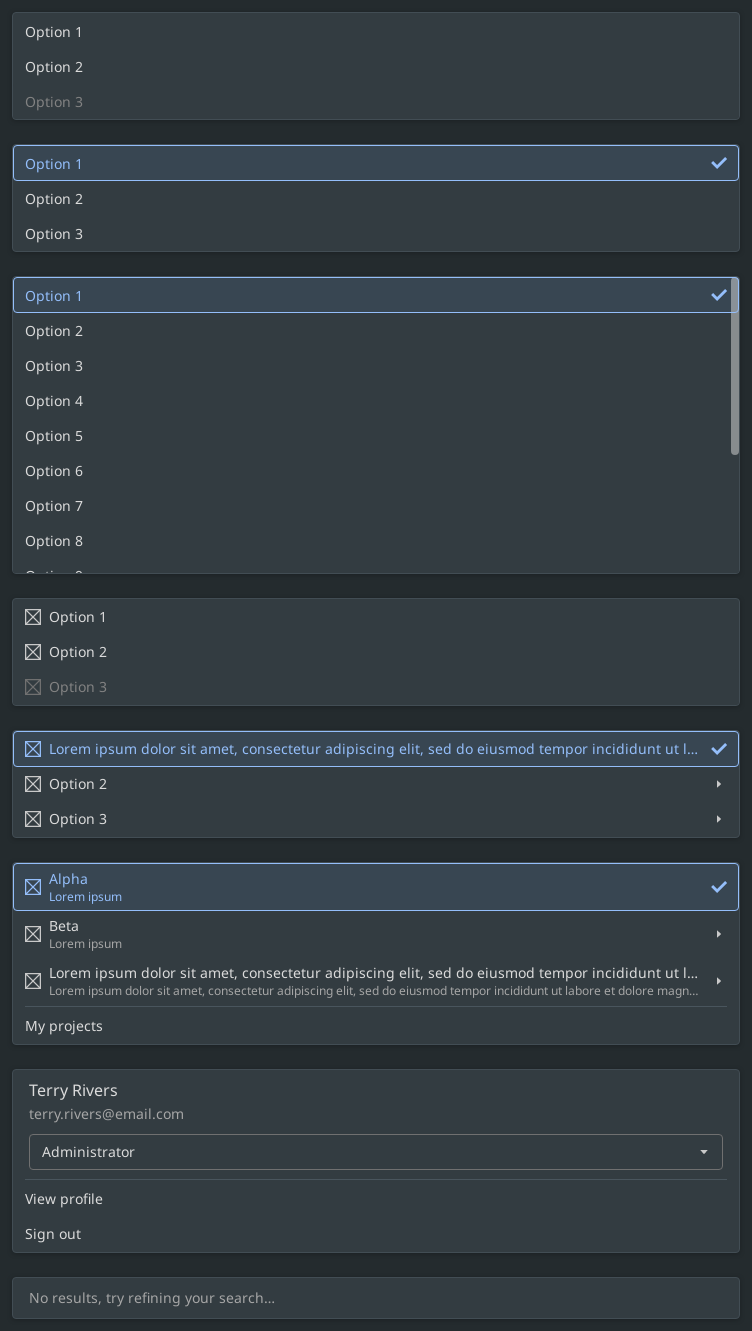 Option 1
Option 2
Option 3
Option 1
Option 2
Option 3
Option 1
Option 2
Option 3
Option 4
Option 5
Option 6
Option 7
Option 8
Option 1
Option 2
Option 3
Lorem ipsum dolor sit amet, consectetur adipiscing elit, sed do eiusmod tempor incididunt ut l…
Option 2
Option 3
Alpha
Lorem ipsum
Beta
Lorem ipsum
Lorem ipsum dolor sit amet, consectetur adipiscing elit, sed do eiusmod tempor incididunt ut l…
Lorem ipsum dolor sit amet, consectetur adipiscing elit, sed do eiusmod tempor incididunt ut labore et dolore magn…
My projects
Terry Rivers
terry.rivers@email.com
Administrator
View profile
Sign out
No results, try refining your search…